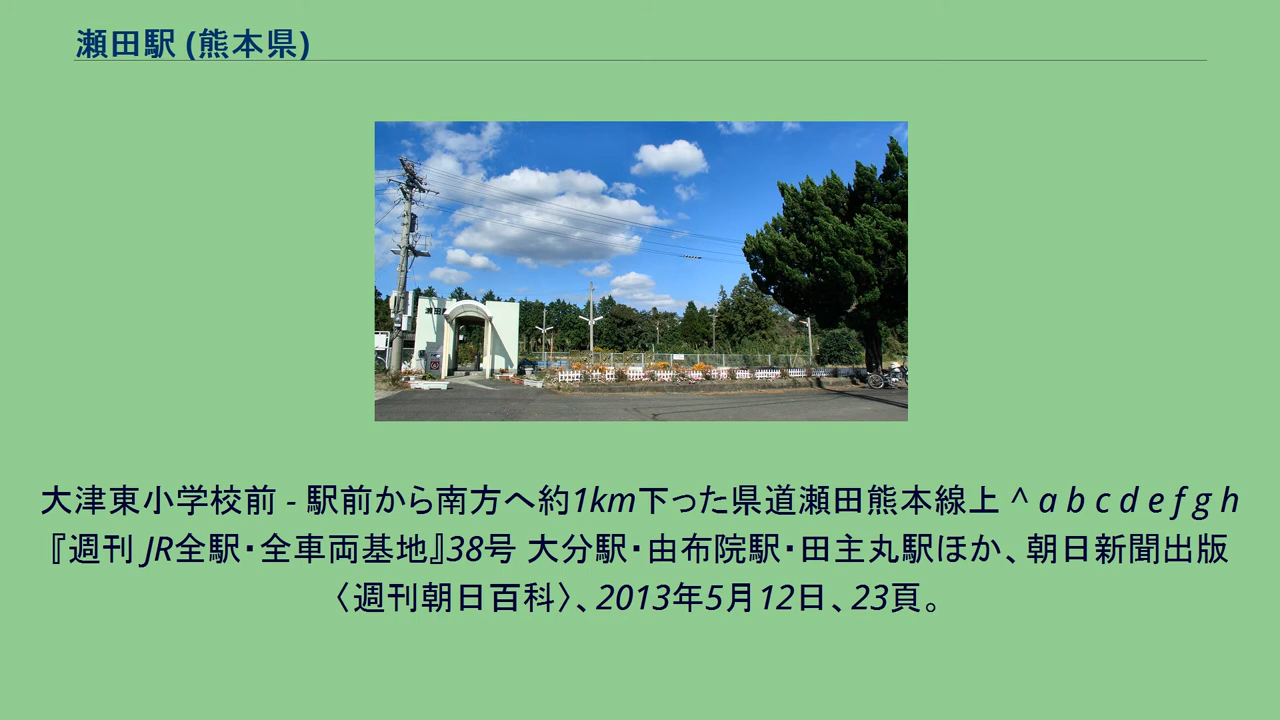 瀬田駅 (熊本県)
瀬田
大津東小学校前 - 駅前から南方へ約1km下った県道瀬田熊本線上 ^ a b c d e f g h
『週刊 JR全駅・全車両基地』38号 大分駅・由布院駅・田主丸駅ほか、朝日新聞出版
〈週刊朝日百科〉、2013年5月12日、23頁。